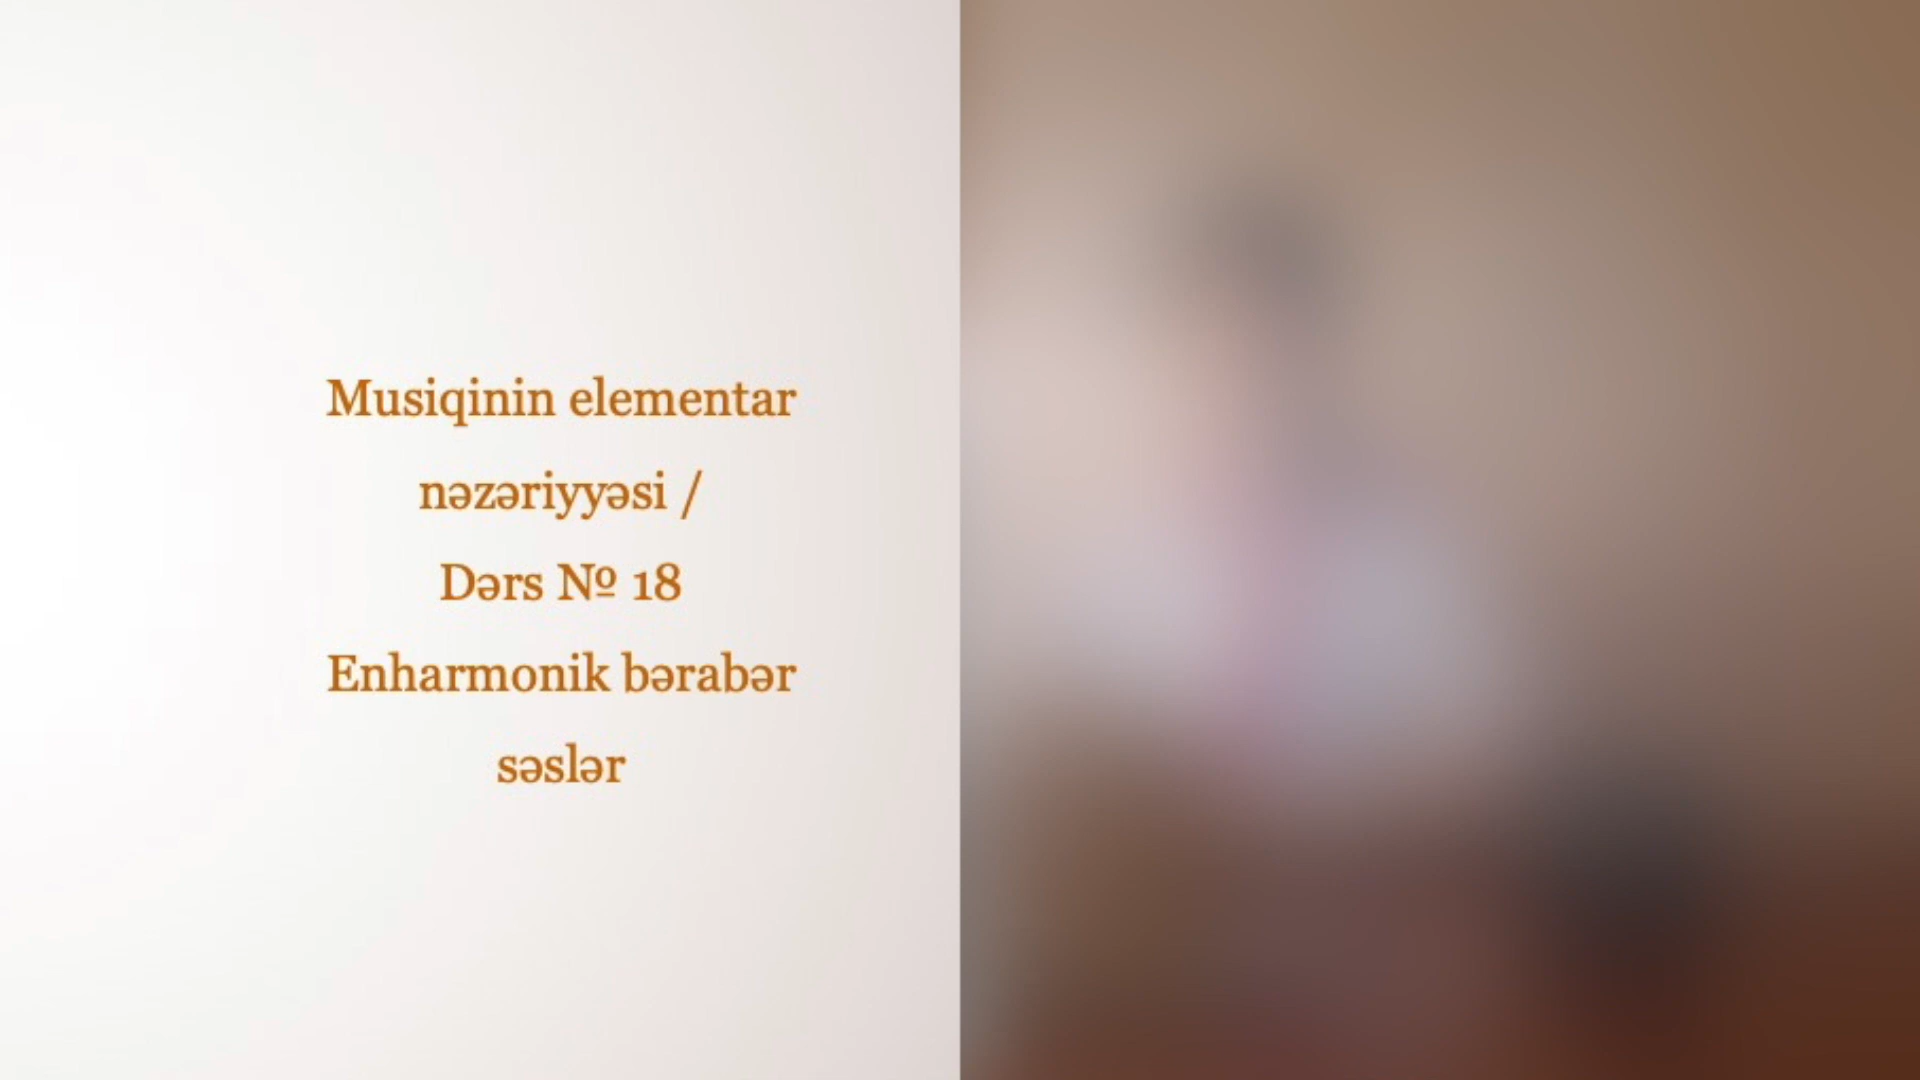 Musiqinin elementar
nəzəriyyəsi /
Dərs № 18
Enharmonik bərabər
səslər